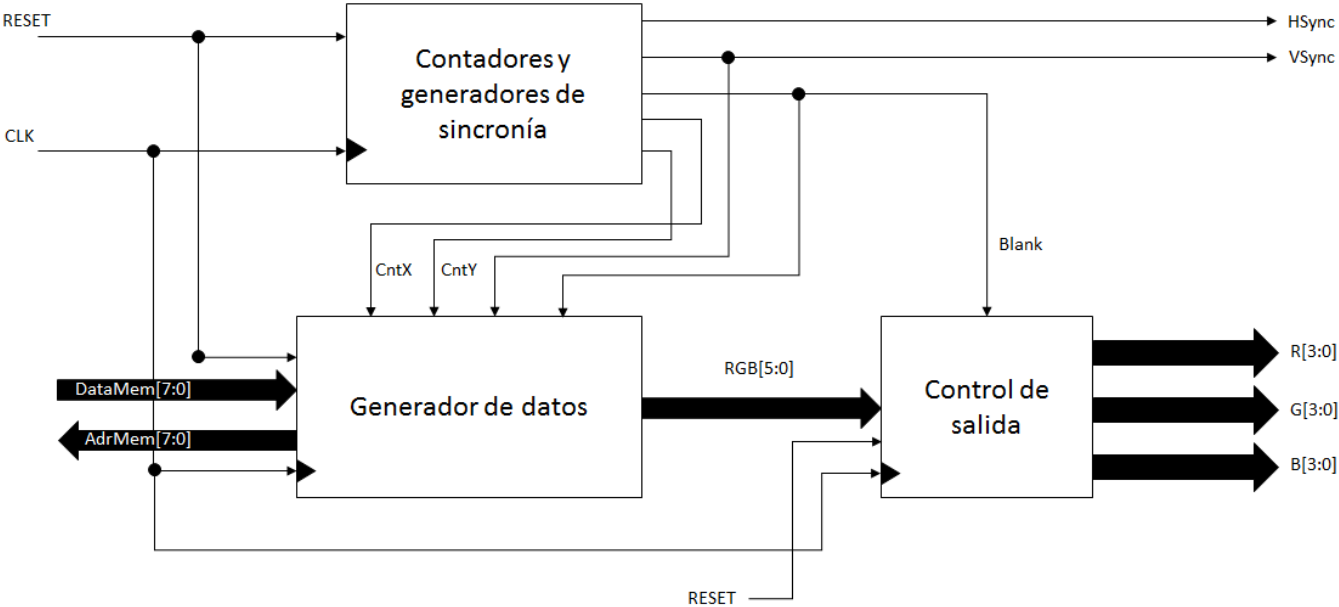 RESET
HSync
Contadores y
generadores de
sincronía
VSync
CLK
Blank
CntX
CntY
R[3:0]
RGB[5:0]
DataMem[7:0]
Generador de datos
Control de
salida
G[3:0]
AdrMem[7:0]
B[3:0]
RESET